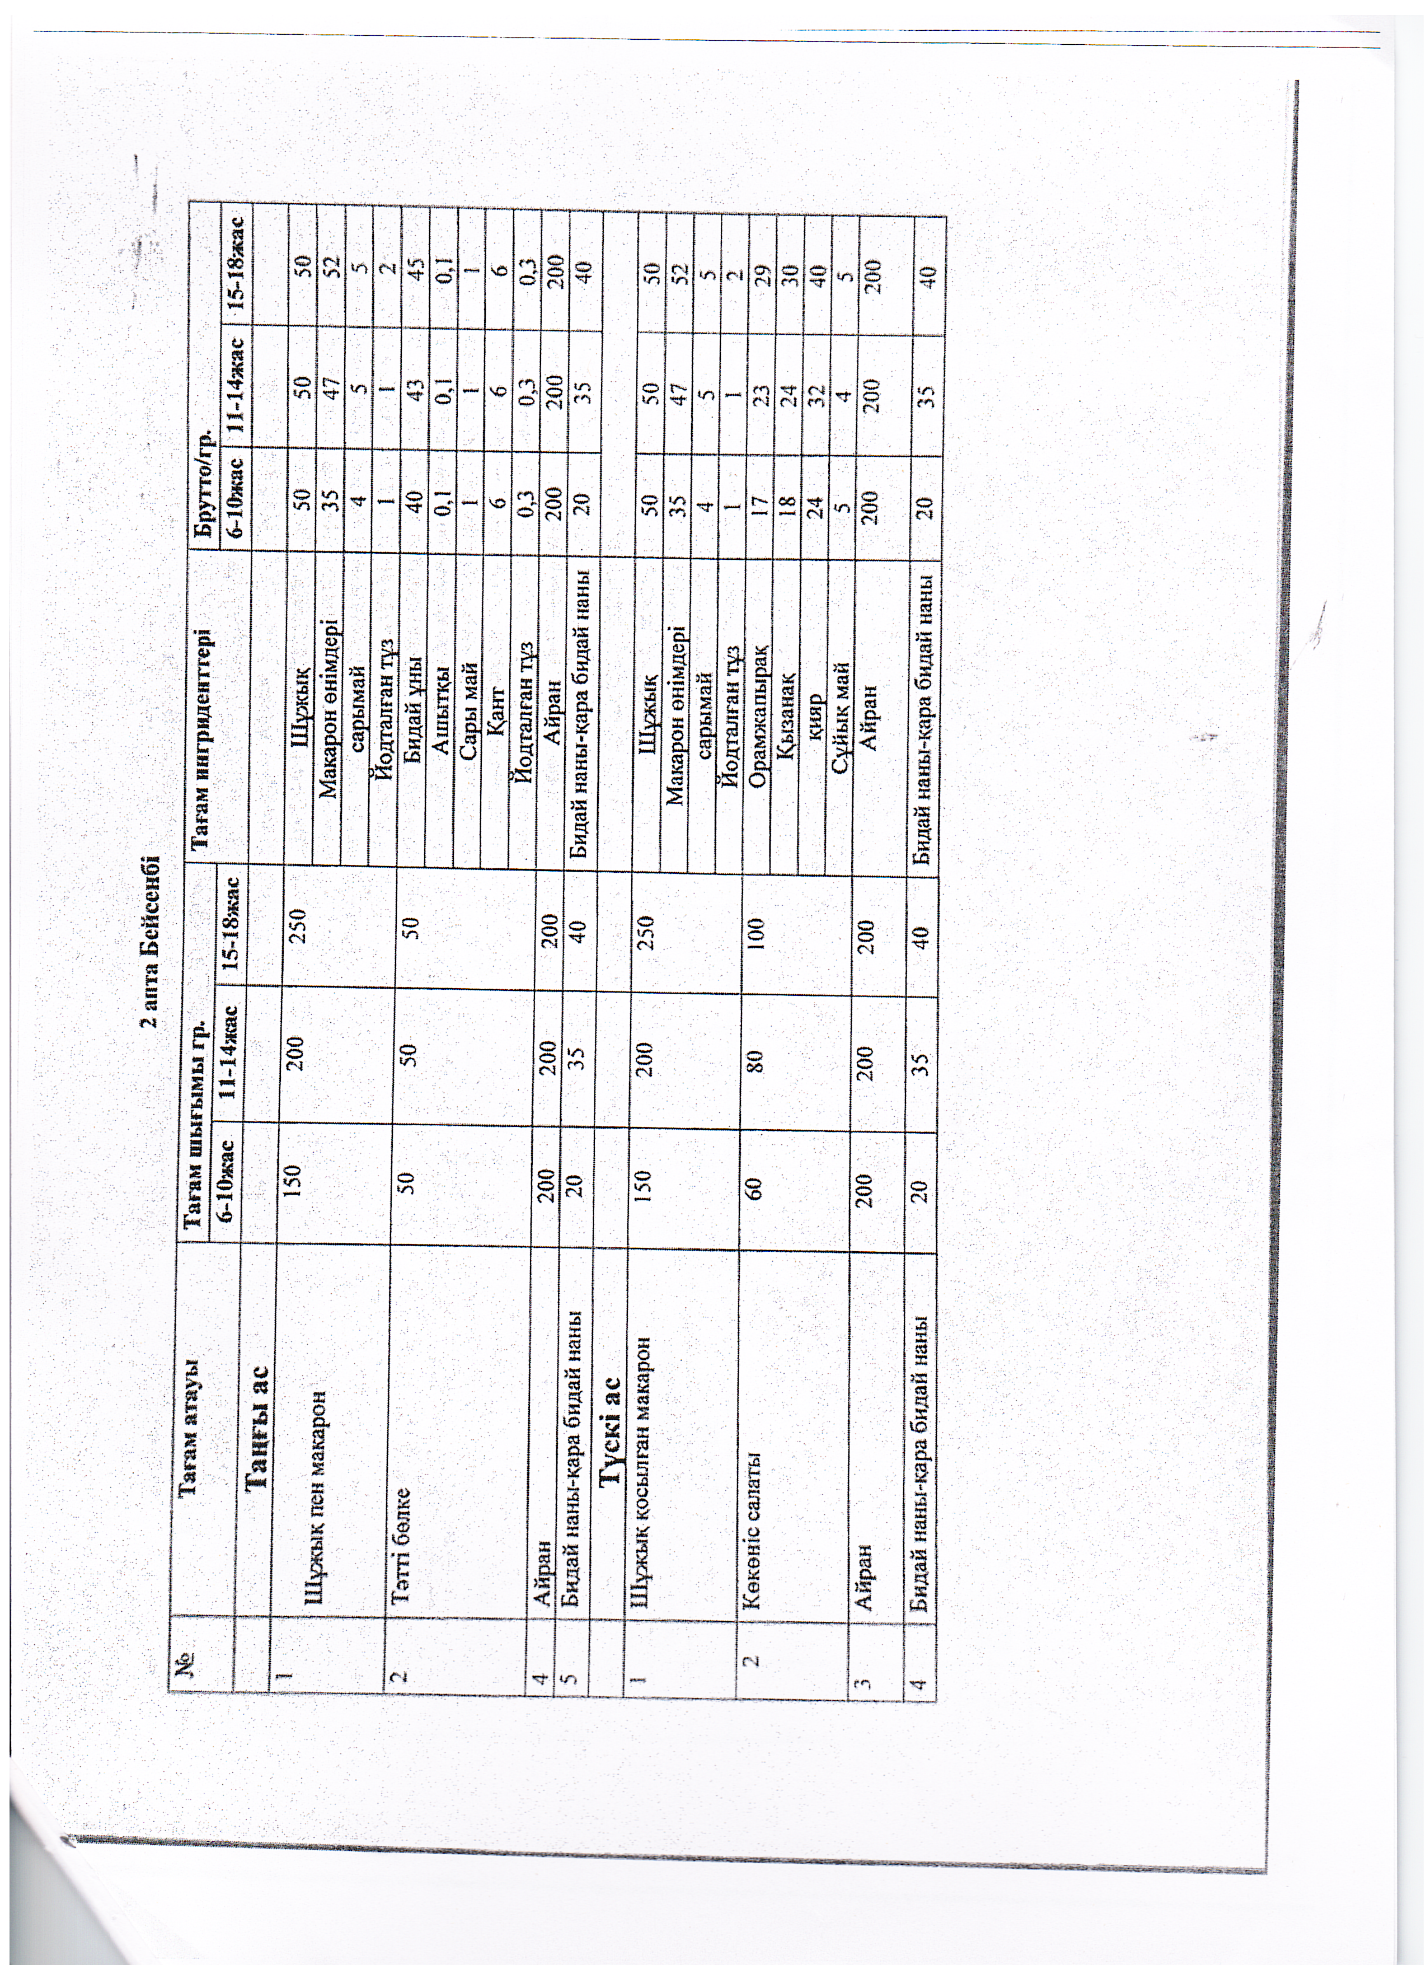 2 апта Бейсенбі
№ Тағам атауы Тағам шығымы гр. Тағам ингриденттері Брутто/гр.
6-10жас 11-14жас 15-18жас 6-10жас 11-14жас 15-18жас
Таңғы ас
1 Шұжық пен макарон 150 200 250 Шұжық 50 50 50
Макарон өнімдері 35 47 52
сарымай 4 5 5
Йодталған тұз 1 1 2
2 Тәтті бөлке 50 50 50 Бидай ұны 40 43 45
Ашытқы 0,1 0,1 0,1
Сары май 1 1 1
Қант 6 6 6
Йодталған тұз 0,3 0,3 0,3
4 Айран 200 200 200 Айран 200 200 200
5 Бидай наны-қара бидай наны 20 35 40 Бидай наны-қара бидай наны 20 35 40
Түскі ас
1 Шұжық қосылған макарон 150 200 250 Шұжық 50 50 50
Макарон өнімдері 35 47 52
сарымай 4 5 5
Йодталған тұз 1 1 2
2 Көкөніс салаты 60 80 100 Орамжапырақ 17 23 29
Қызанақ 18 24 30
қияр 24 32 40
Сұйық май 5 4 5
3 Айран 200 200 200 Айран 200 200 200
4 Бидай наны-қара бидай наны 20 35 40 Бидай наны-қара бидай наны 20 35 40